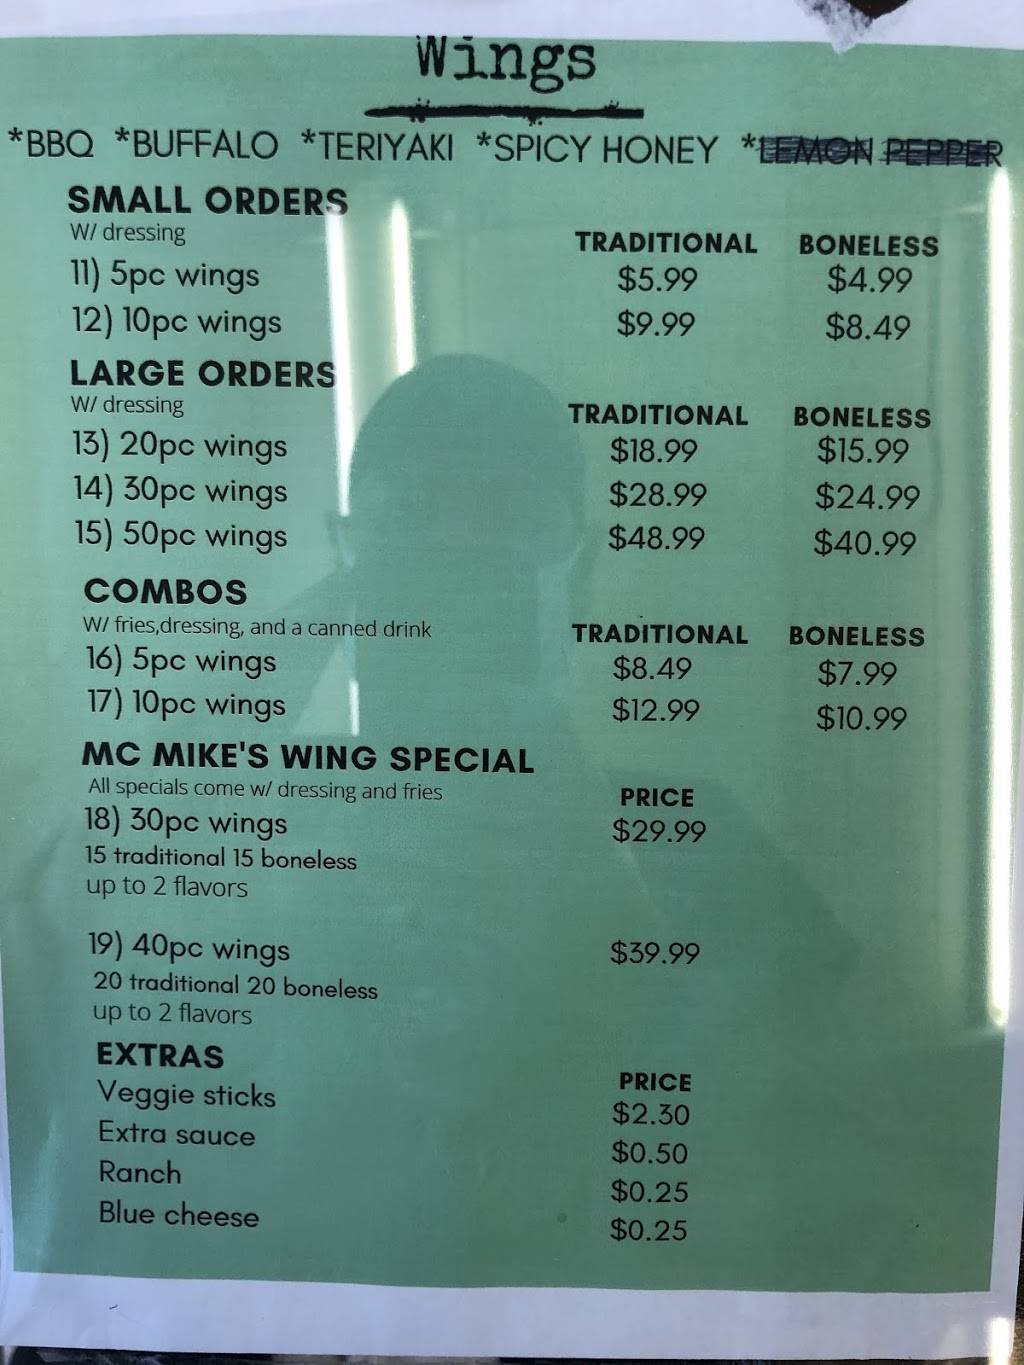 Wings
*BBQ *BUFFALO *TERIYAKI *SPICY HONEY *LEMON PEPPER
SMALL ORDERS
W/ dressing
TRADITIONAL BONELESS
11) 5pc wings $5.99 $4.99
12) 10pc wings $9.99 $8.49
LARGE ORDERS
W/ dressing
TRADITIONAL BONELESS
13) 20pc wings $18.99 $15.99
14) 30pc wings $28.99 $24.99
15) 50pc wings $48.99 $40.99
COMBOS
W/ fries,dressing, and a canned drink
TRADITIONAL BONELESS
16) 5pc wings $8.49 $7.99
17) 10pc wings $12.99 $10.99
MC MIKE'S WING SPECIAL
All specials come w/ dressing and fries
PRICE
18) 30pc wings $29.99
15 traditional 15 boneless
up to 2 flavors
19) 40pc wings $39.99
20 traditional 20 boneless
up to 2 flavors
EXTRAS
PRICE
Veggie sticks $2.30
Extra sauce $0.50
Ranch $0.25
Blue cheese $0.25